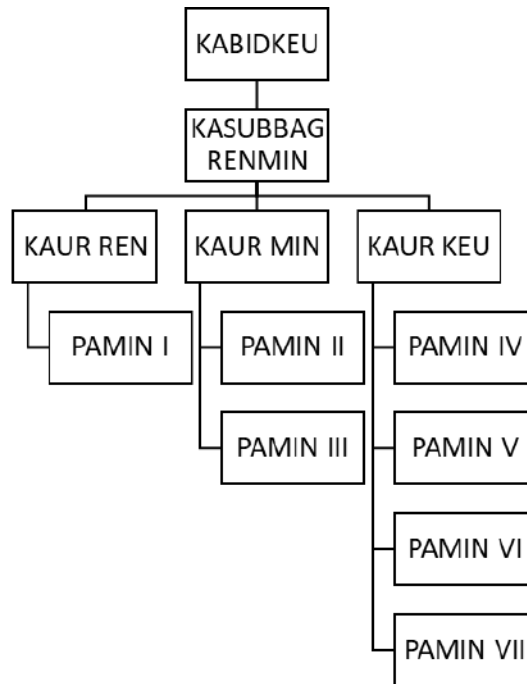 KABIDKEU
KASUBBAG
RENMIN
KAUR REN
KAUR MIN
KAUR KEU
PAMIN I
PAMIN II
PAMIN IV
PAMIN III
PAMIN V
PAMIN VI
PAMIN VII